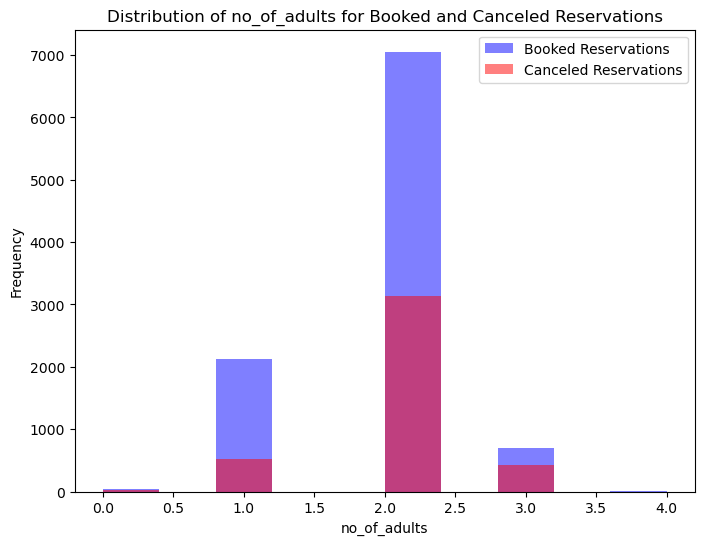 Distribution of no_of_adults for Booked and Canceled Reservations
Booked Reservations
Canceled Reservations
Frequency
7000
6000
5000
4000
3000
2000
1000
0
0.0 0.5 1.0 1.5 2.0 2.5 3.0 3.5 4.0
no_of_adults